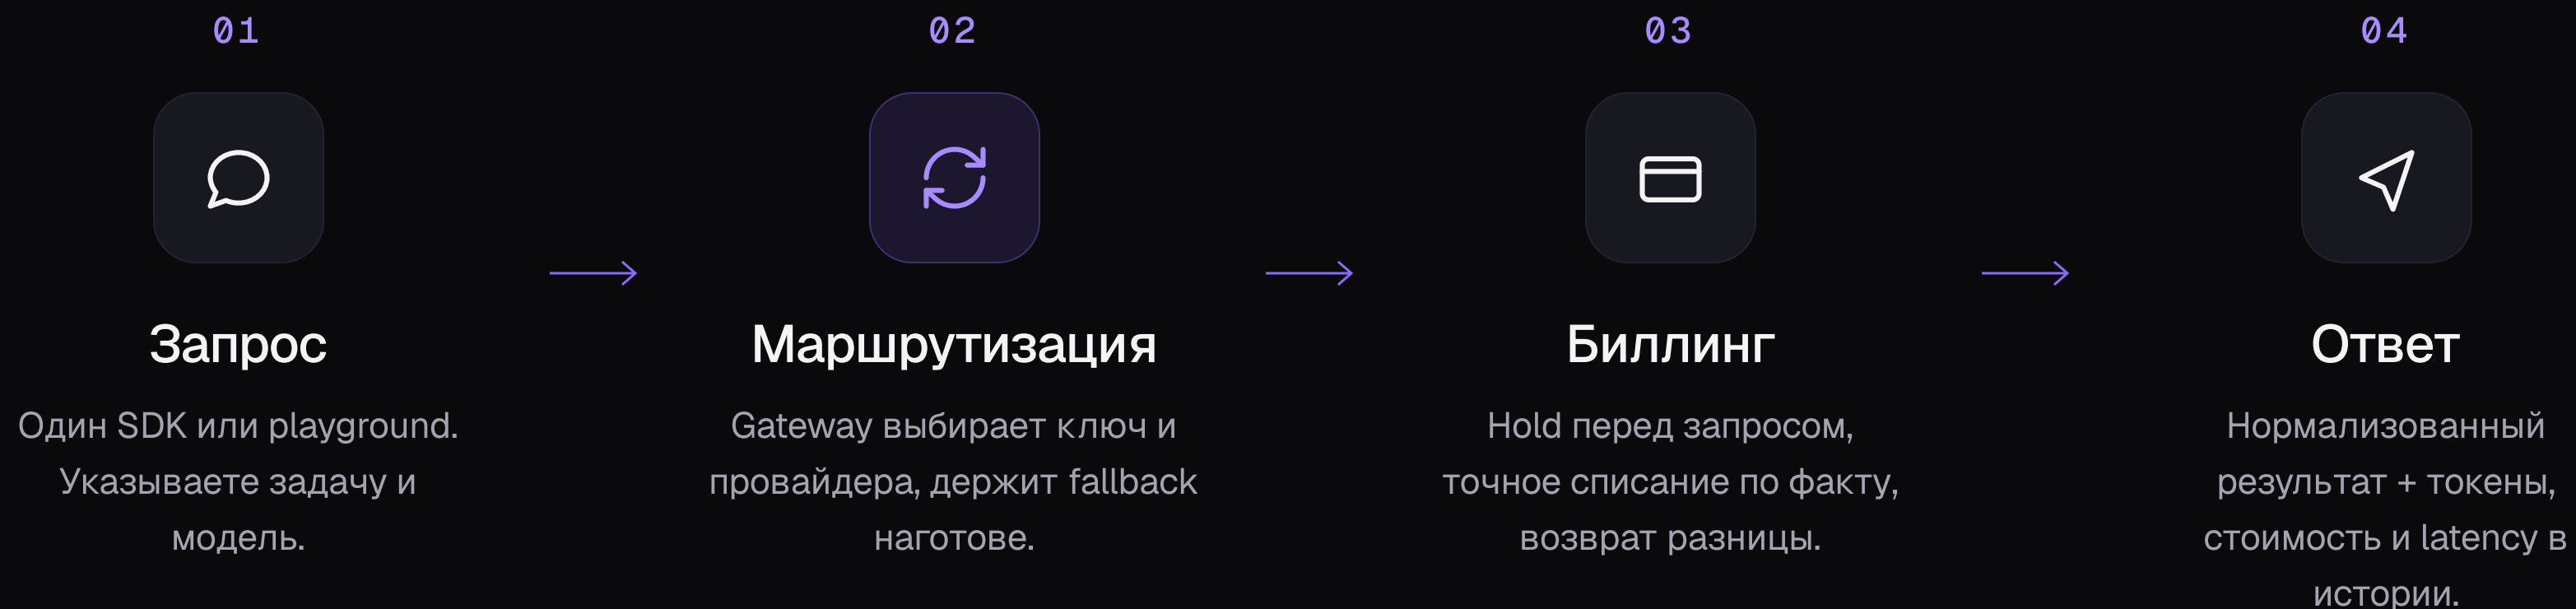 01
Запрос
Один SDK или playground.
Указываете задачу и
модель.
02
Маршрутизация
Gateway выбирает ключ и
провайдера, держит fallback
наготове.
03
Биллинг
Hold перед запросом,
точное списание по факту,
возврат разницы.
04
Ответ
Нормализованный
результат + токены,
стоимость и latency в
истории.